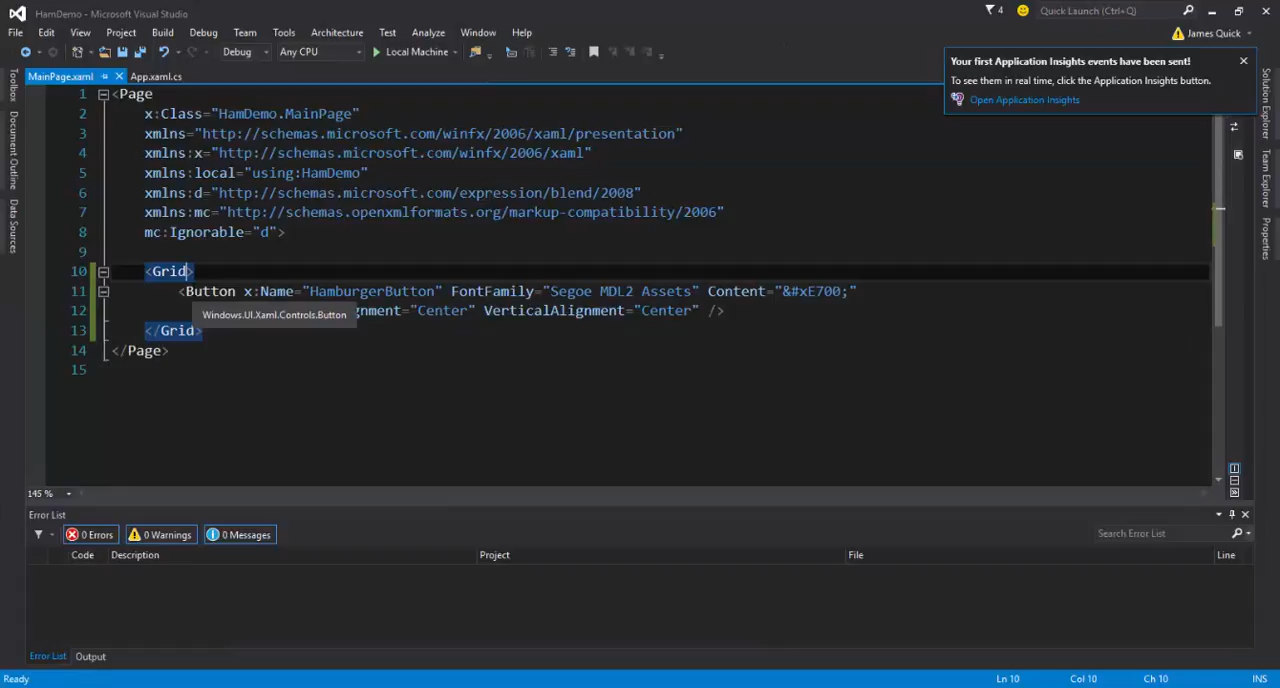 HamDemo - Microsoft Visual Studio
4
Quick Launch (Ctrl+Q)
File Edit View Project Build Debug Team Tools Architecture Test Analyze Window Help
James Quick
Debug Any CPU Local Machine
MainPage.xaml App.xaml.cs
Your first Application Insights events have been sent!
To see them in real time, click the Application Insights button.
Open Application Insights
Toolbox
Document Outline
Data Sources
Solution Explorer
Team Explorer
Properties
1 <Page
2 x:Class="HamDemo.MainPage"
3 xmlns="http://schemas.microsoft.com/winfx/2006/xaml/presentation"
4 xmlns:x="http://schemas.microsoft.com/winfx/2006/xaml"
5 xmlns:local="using:HamDemo"
6 xmlns:d="http://schemas.microsoft.com/expression/blend/2008"
7 xmlns:mc="http://schemas.openxmlformats.org/markup-compatibility/2006"
8 mc:Ignorable="d">
9
10 <Grid>
11 <Button x:Name="HamburgerButton" FontFamily="Segoe MDL2 Assets" Content="&#xE700;"
12 gnment="Center" VerticalAlignment="Center" />
Windows.UI.Xaml.Controls.Button
13 </Grid>
14 </Page>
15
145 %
Error List
0 Errors 0 Warnings 0 Messages
Search Error List
Code Description Project File Line
Error List Output
Ready Ln 10 Col 10 Ch 10 INS